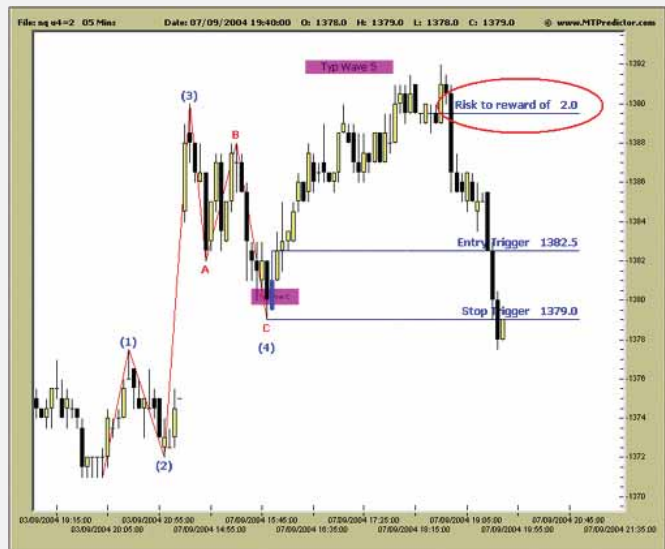 File: nq u4=2   05 Mins   Date: 07/09/2004 19:40:00   O: 1378.0   H: 1379.0   L: 1378.0   C: 1379.0   © www.MTPredictor.com
Typ Wave 5
1392
(3)
Risk to reward of 2.0
1390
B
1388
1386
1384
Entry Trigger 1382.5
A
1382
1380
C
Stop Trigger 1379.0
(4)
(1)
1378
1376
1374
(2)
1372
1370
03/09/2004 19:15:00   03/09/2004 20:55:00   07/09/2004 15:45:00   07/09/2004 17:25:00   07/09/2004 19:05:00   07/09/2004 20:45:00
03/09/2004 20:05:00   07/09/2004 14:55:00   07/09/2004 16:35:00   07/09/2004 18:15:00   07/09/2004 19:55:00   07/09/2004 21:35:00